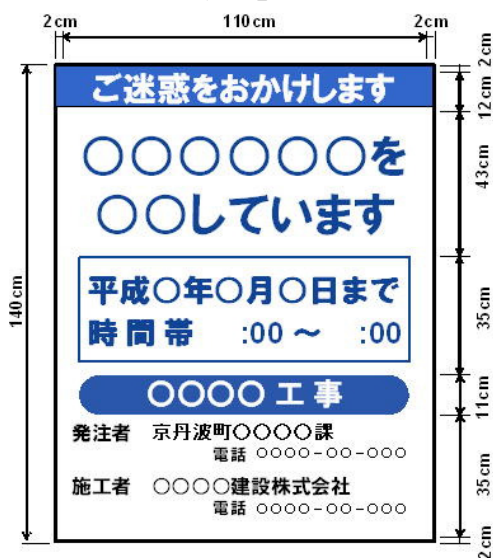 2cm 110cm 2cm
2cm
12cm
43cm
35cm
11cm
35cm
2cm
140cm
ご迷惑をおかけします
○○○○○○を
○○しています
平成○年○月○日まで
時間帯 :00～ :00
○○○○工事
発注者 京丹波町○○○○課
電話 ○○○○-○○-○○○
施工者 ○○○○建設株式会社
電話 ○○○○-○○-○○○